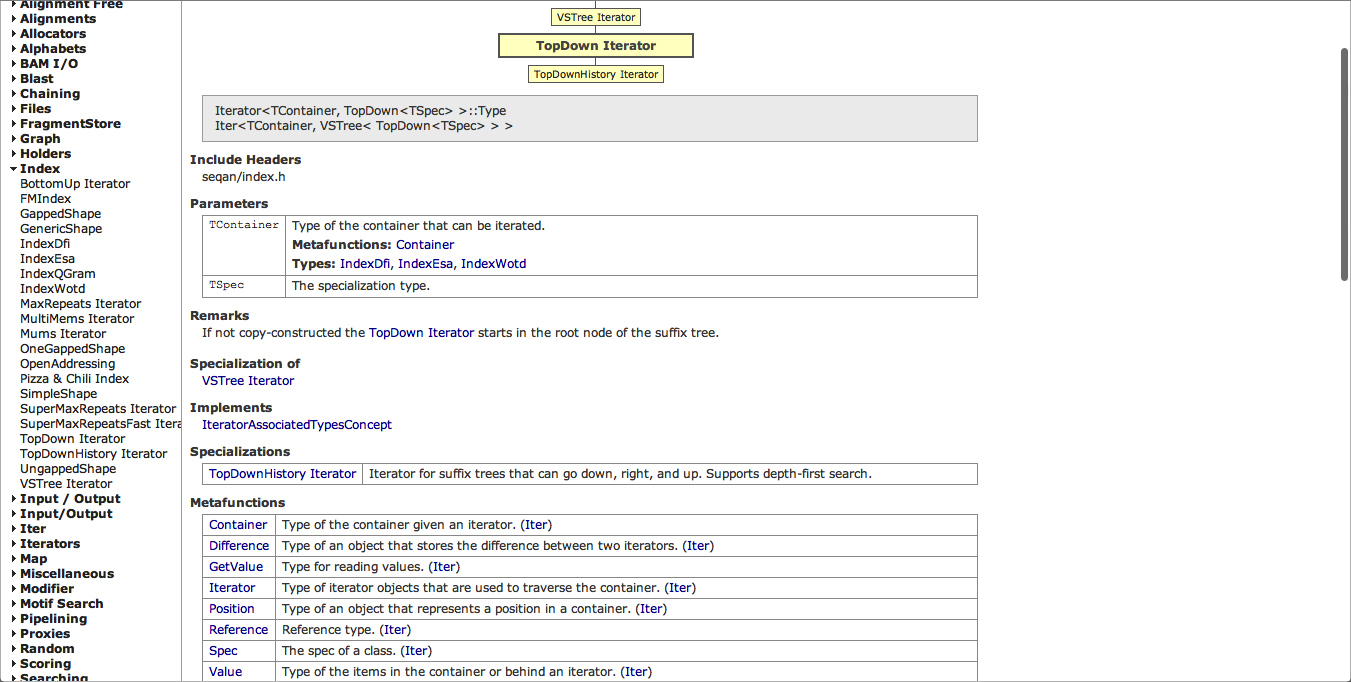 Alignment Free
Alignments
Allocators
Alphabets
BAM I/O
Blast
Chaining
Files
FragmentStore
Graph
Holders
Index
BottomUp Iterator
FMIndex
GappedShape
GenericShape
IndexDfi
IndexEsa
IndexQGram
IndexWotd
MaxRepeats Iterator
MultiMems Iterator
Mums Iterator
OneGappedShape
OpenAddressing
Pizza & Chili Index
SimpleShape
SuperMaxRepeats Iterator
SuperMaxRepeatsFast Itera
TopDown Iterator
TopDownHistory Iterator
UngappedShape
VSTree Iterator
Input / Output
Input/Output
Iter
Iterators
Map
Miscellaneous
Modifier
Motif Search
Pipelining
Proxies
Random
Scoring
Searching
VSTree Iterator
TopDown Iterator
TopDownHistory Iterator
Iterator<TContainer, TopDown<TSpec> >::Type
Iter<TContainer, VSTree< TopDown<TSpec> > >
Include Headers
seqan/index.h
Parameters
TContainer Type of the container that can be iterated.
Metafunctions: Container
Types: IndexDfi, IndexEsa, IndexWotd
TSpec The specialization type.
Remarks
If not copy-constructed the TopDown Iterator starts in the root node of the suffix tree.
Specialization of
VSTree Iterator
Implements
IteratorAssociatedTypesConcept
Specializations
TopDownHistory Iterator Iterator for suffix trees that can go down, right, and up. Supports depth-first search.
Metafunctions
Container Type of the container given an iterator. (Iter)
Difference Type of an object that stores the difference between two iterators. (Iter)
GetValue Type for reading values. (Iter)
Iterator Type of iterator objects that are used to traverse the container. (Iter)
Position Type of an object that represents a position in a container. (Iter)
Reference Reference type. (Iter)
Spec The spec of a class. (Iter)
Value Type of the items in the container or behind an iterator. (Iter)